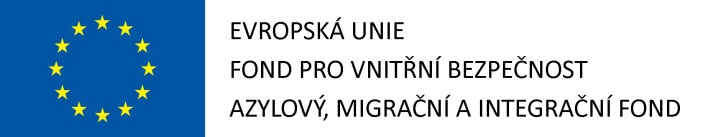 EVROPSKÁ UNIE
FOND PRO VNITŘNÍ BEZPEČNOST
AZYLOVÝ, MIGRAČNÍ A INTEGRAČNÍ FOND